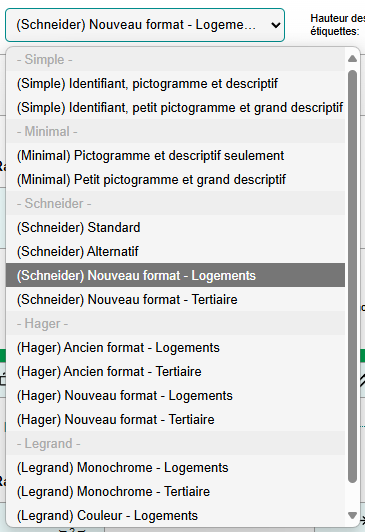 (Schneider) Nouveau format - Logeme...
Hauteur des
étiquettes:
- Simple -
(Simple) Identifiant, pictogramme et descriptif
(Simple) Identifiant, petit pictogramme et grand descriptif
- Minimal -
(Minimal) Pictogramme et descriptif seulement
(Minimal) Petit pictogramme et grand descriptif
- Schneider -
(Schneider) Standard
(Schneider) Alternatif
(Schneider) Nouveau format - Logements
(Schneider) Nouveau format - Tertiaire
- Hager -
(Hager) Ancien format - Logements
(Hager) Ancien format - Tertiaire
(Hager) Nouveau format - Logements
(Hager) Nouveau format - Tertiaire
- Legrand -
(Legrand) Monochrome - Logements
(Legrand) Monochrome - Tertiaire
(Legrand) Couleur - Logements